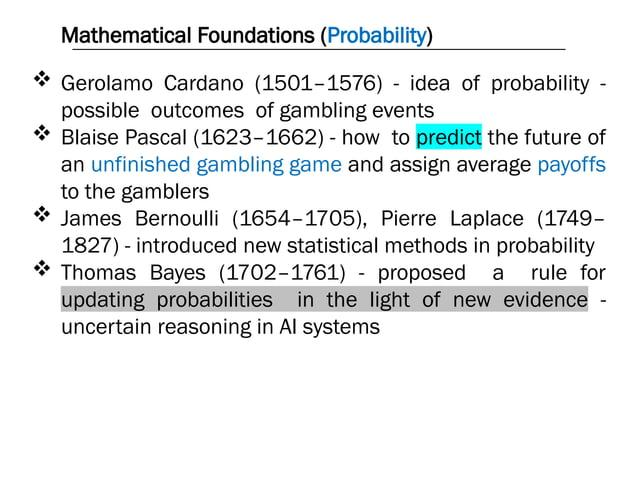 Mathematical Foundations (Probability)
❖ Gerolamo Cardano (1501–1576) - idea of probability -
possible outcomes of gambling events
❖ Blaise Pascal (1623–1662) - how to predict the future of
an unfinished gambling game and assign average payoffs
to the gamblers
❖ James Bernoulli (1654–1705), Pierre Laplace (1749–
1827) - introduced new statistical methods in probability
❖ Thomas Bayes (1702–1761) - proposed a rule for
updating probabilities in the light of new evidence -
uncertain reasoning in AI systems